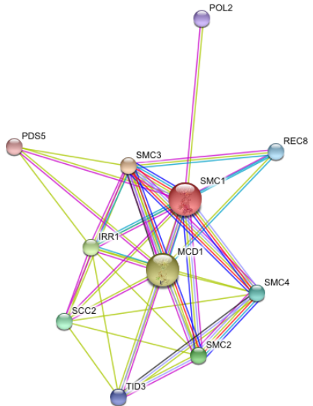 POL2
PDS5
REC8
SMC3
SMC1
IRR1
MCD1
SMC4
SCC2
SMC2
TID3